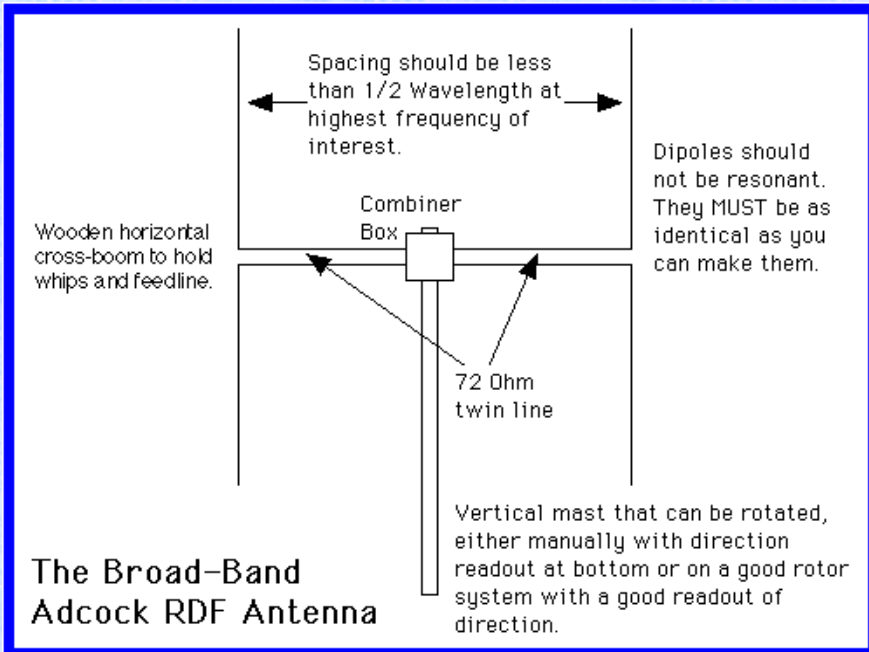 Spacing should be less
than 1/2 Wavelength at
highest frequency of
interest.
Dipoles should
not be resonant.
They MUST be as
identical as you
can make them.
Combiner
Box
Wooden horizontal
cross-boom to hold
whips and feedline.
72 Ohm
twin line
Vertical mast that can be rotated,
either manually with direction
readout at bottom or on a good rotor
system with a good readout of
direction.
The Broad-Band
Adcock RDF Antenna